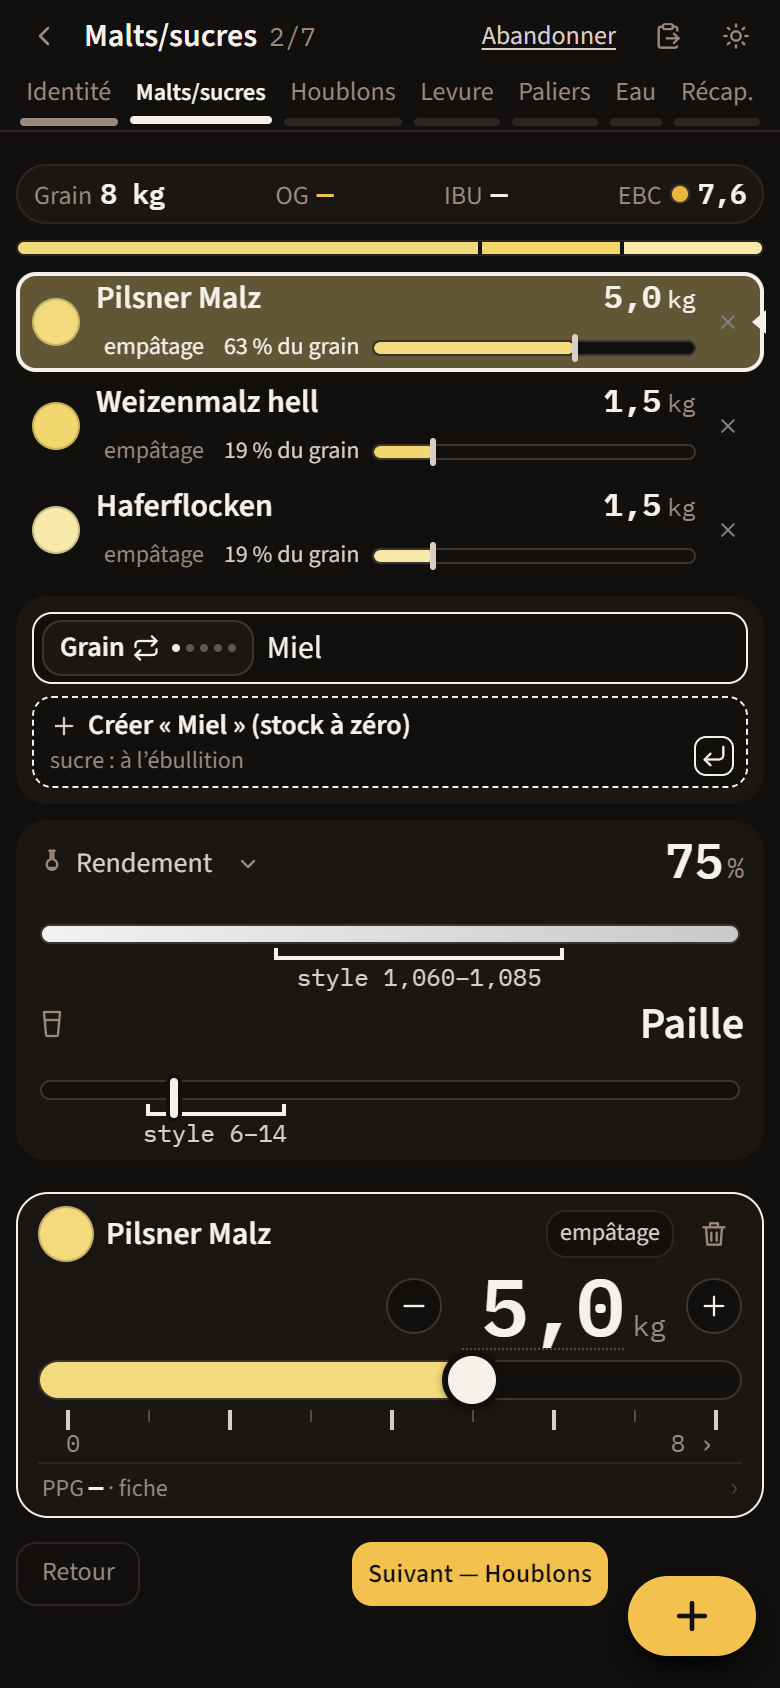 Malts/sucres 2/7 Abandonner
Identité Malts/sucres Houblons Levure Paliers Eau Récap.
Grain 8 kg OG — IBU — EBC 7,6
Pilsner Malz 5,0 kg ×
empâtage 63 % du grain
Weizenmalz hell 1,5 kg ×
empâtage 19 % du grain
Haferflocken 1,5 kg ×
empâtage 19 % du grain
Grain Miel
+ Créer « Miel » (stock à zéro)
sucre : à l’ébullition
Rendement 75 %
style 1,060–1,085
Paille
style 6–14
Pilsner Malz empâtage
− 5,0 kg +
0 8 ›
PPG — · fiche ›
Retour Suivant — Houblons
+